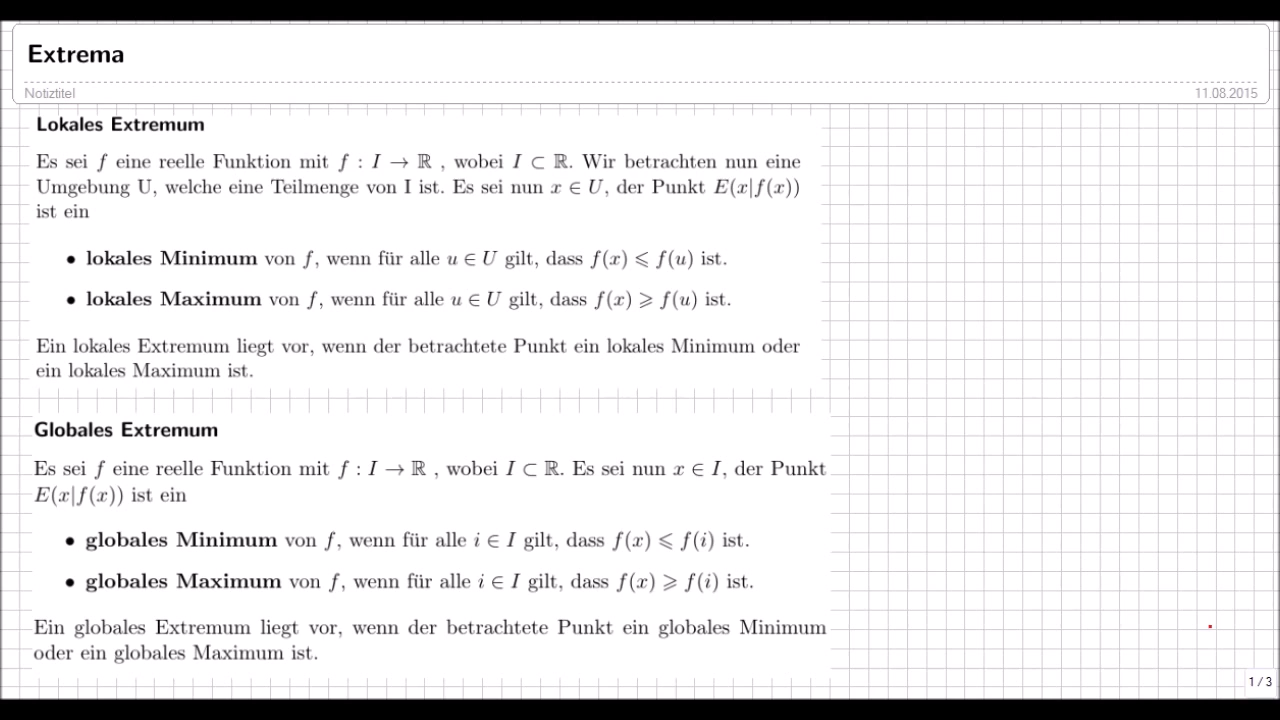 Extrema
Notiztitel
11.08.2015
Lokales Extremum
Es sei f eine reelle Funktion mit f : I → ℝ , wobei I ⊂ ℝ. Wir betrachten nun eine
Umgebung U, welche eine Teilmenge von I ist. Es sei nun x ∈ U, der Punkt E(x|f(x))
ist ein
• lokales Minimum von f, wenn für alle u ∈ U gilt, dass f(x) ⩽ f(u) ist.
• lokales Maximum von f, wenn für alle u ∈ U gilt, dass f(x) ⩾ f(u) ist.
Ein lokales Extremum liegt vor, wenn der betrachtete Punkt ein lokales Minimum oder
ein lokales Maximum ist.
Globales Extremum
Es sei f eine reelle Funktion mit f : I → ℝ , wobei I ⊂ ℝ. Es sei nun x ∈ I, der Punkt
E(x|f(x)) ist ein
• globales Minimum von f, wenn für alle i ∈ I gilt, dass f(x) ⩽ f(i) ist.
• globales Maximum von f, wenn für alle i ∈ I gilt, dass f(x) ⩾ f(i) ist.
Ein globales Extremum liegt vor, wenn der betrachtete Punkt ein globales Minimum
oder ein globales Maximum ist.
1 / 3